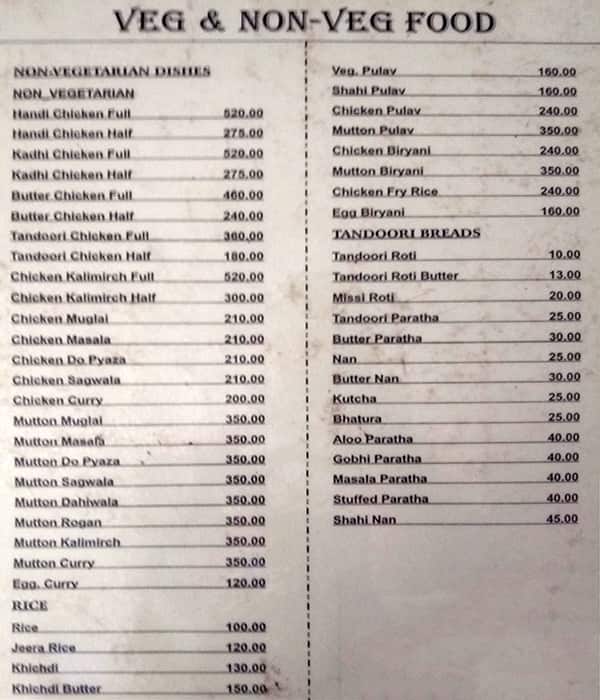 VEG & NON-VEG FOOD
NON-VEGETARIAN DISHES
NON_VEGETARIAN
Handi Chicken Full 520.00
Handi Chicken Half 275.00
Kadhi Chicken Full 520.00
Kadhi Chicken Half 275.00
Butter Chicken Full 460.00
Butter Chicken Half 240.00
Tandoori Chicken Full 360.00
Tandoori Chicken Half 180.00
Chicken Kalimirch Full 520.00
Chicken Kalimirch Half 300.00
Chicken Muglai 210.00
Chicken Masala 210.00
Chicken Do Pyaza 210.00
Chicken Sagwala 210.00
Chicken Curry 200.00
Mutton Muglai 350.00
Mutton Masala 350.00
Mutton Do Pyaza 350.00
Mutton Sagwala 350.00
Mutton Dahiwala 350.00
Mutton Rogan 350.00
Mutton Kalimirch 350.00
Mutton Curry 350.00
Egg. Curry 120.00
RICE
Rice 100.00
Jeera Rice 120.00
Khichdi 130.00
Khichdi Butter 150.00
Veg. Pulav 160.00
Shahi Pulav 160.00
Chicken Pulav 240.00
Mutton Pulav 350.00
Chicken Biryani 240.00
Mutton Biryani 350.00
Chicken Fry Rice 240.00
Egg Biryani 160.00
TANDOORI BREADS
Tandoori Roti 10.00
Tandoori Roti Butter 13.00
Missi Roti 20.00
Tandoori Paratha 25.00
Butter Paratha 30.00
Nan 25.00
Butter Nan 30.00
Kutcha 25.00
Bhatura 25.00
Aloo Paratha 40.00
Gobhi Paratha 40.00
Masala Paratha 40.00
Stuffed Paratha 40.00
Shahi Nan 45.00